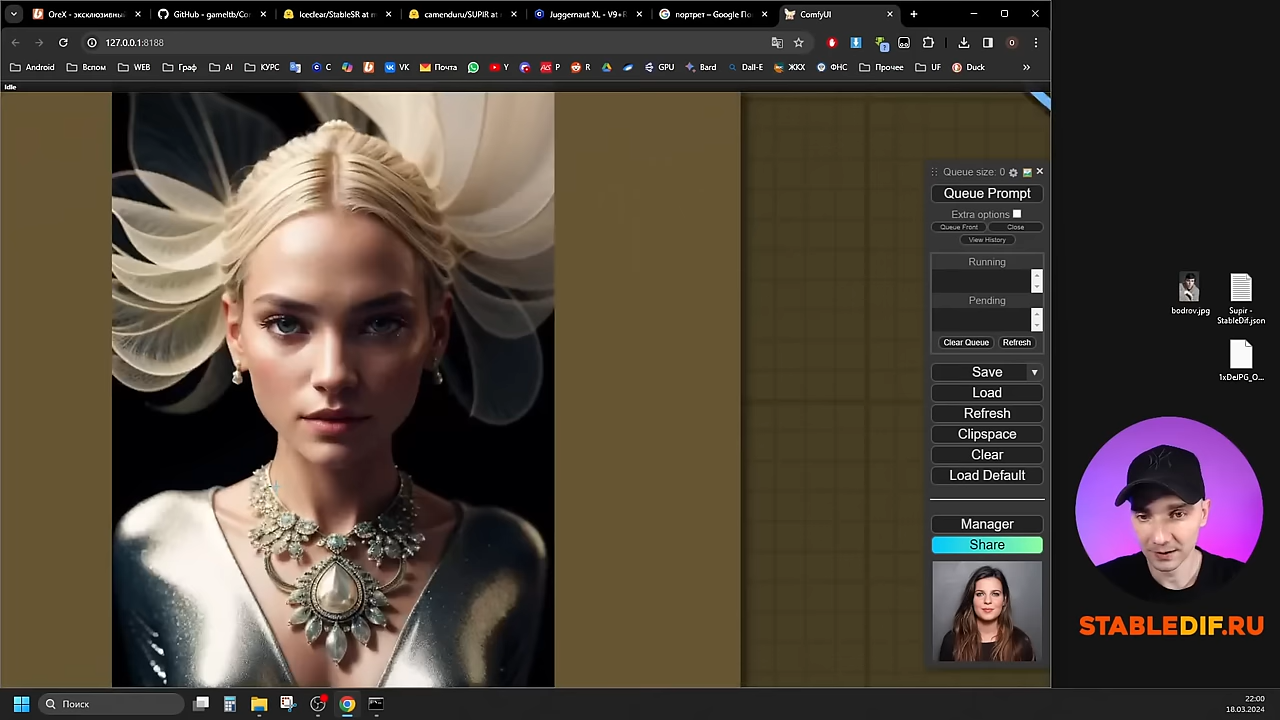 OreX - эксклюзивны
GitHub - gameltb/Com
Iceclear/StableSR at m
camenduru/SUPIR at
Juggernaut XL - V9+R
портрет – Google По
ComfyUI
127.0.0.1:8188
Android
Вспом
WEB
Граф
AI
КУРС
C
VK
Почта
Y
P
R
GPU
Bard
Dall-E
ЖКХ
ФНС
Прочее
UF
Duck
Idle
Queue size: 0
Queue Prompt
Extra options
Queue Front
Close
View History
Running
Pending
Clear Queue
Refresh
Save
Load
Refresh
Clipspace
Clear
Load Default
Manager
Share
bodrov.jpg
Supir -
StableDif.json
1xDeJPG_O...
STABLEDIF.RU
Поиск
22:00
18.03.2024